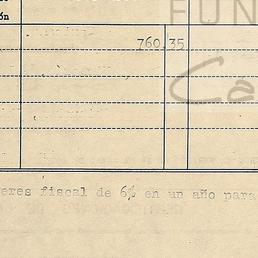 FUN
ón
760.35
Ca
eres fiscal de 6% en un año para